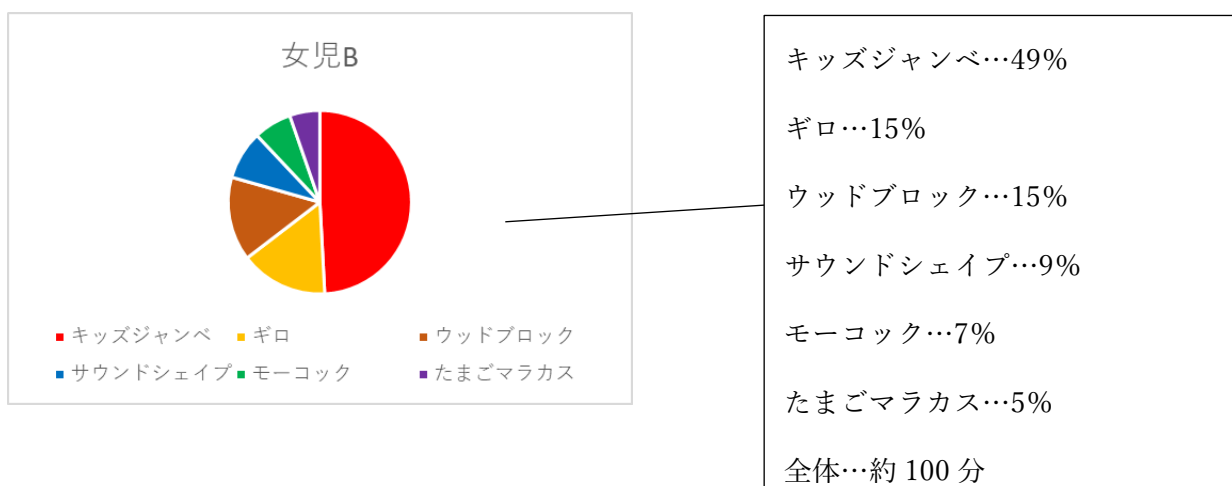 女児B
■ キッズジャンベ ■ ギロ ■ ウッドブロック
■ サウンドシェイプ ■ モーコック ■ たまごマラカス
キッズジャンベ…49%
ギロ…15%
ウッドブロック…15%
サウンドシェイプ…9%
モーコック…7%
たまごマラカス…5%
全体…約 100 分